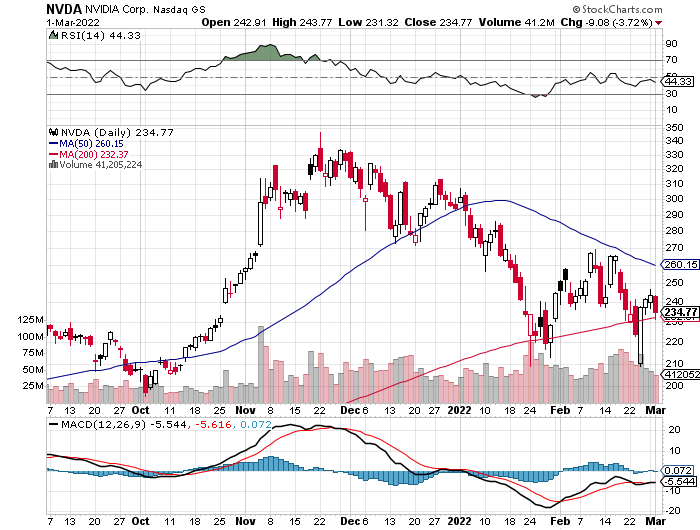 NVDA NVIDIA Corp. Nasdaq GS © StockCharts.com
1-Mar-2022 Open 242.91 High 243.77 Low 231.32 Close 234.77 Volume 41.2M Chg -9.08 (-3.72%)
RSI(14) 44.33
90
70
50
44.33
30
10
NVDA (Daily) 234.77
MA(50) 260.15
MA(200) 232.37
Volume 41,205,224
350
340
330
320
310
300
290
280
270
260.15
250
240
234.77
220
210
200
125M
100M
75M
50M
25M
412052
7 13 20 27 Oct 11 18 25 Nov 8 15 22 Dec 6 13 20 27 2022 10 18 24 Feb 7 14 22 Mar
MACD(12,26,9) -5.544, -5.616, 0.072
20
10
0.072
-5.544
-10
-20
7 13 20 27 Oct 11 18 25 Nov 8 15 22 Dec 6 13 20 27 2022 10 18 24 Feb 7 14 22 Mar